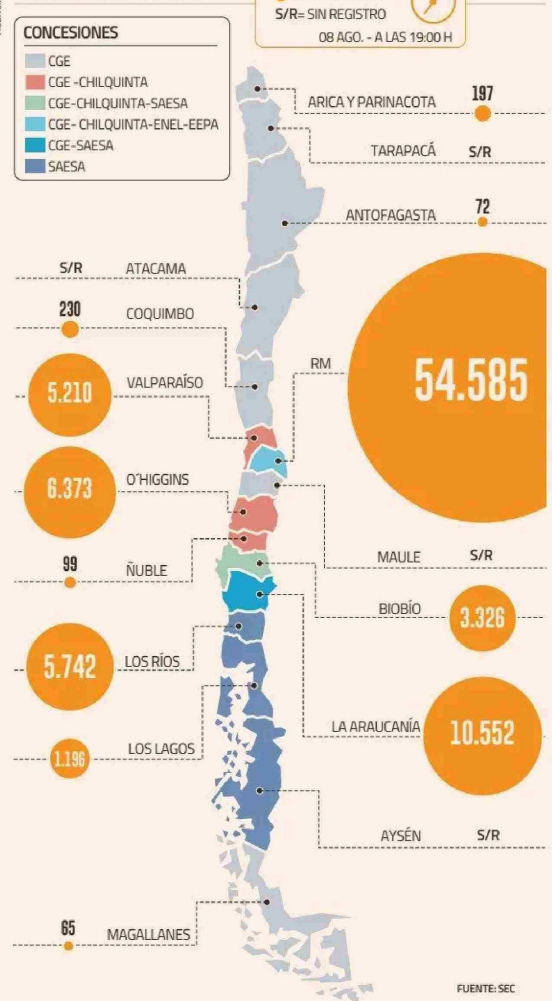 S/R= SIN REGISTRO
08 AGO. - A LAS 19:00 H
CONCESIONES
CGE
CGE -CHILQUINTA
CGE-CHILQUINTA-SAESA
CGE- CHILQUINTA-ENEL-EEPA
CGE-SAESA
SAESA
ARICA Y PARINACOTA 197
TARAPACÁ S/R
ANTOFAGASTA 72
S/R ATACAMA
230 COQUIMBO
5.210 VALPARAÍSO
RM 54.585
6.373 O´HIGGINS
MAULE S/R
99 ÑUBLE
BIOBÍO 3.326
5.742 LOS RÍOS
LA ARAUCANÍA 10.552
1.196 LOS LAGOS
AYSÉN S/R
65 MAGALLANES
FUENTE: SEC